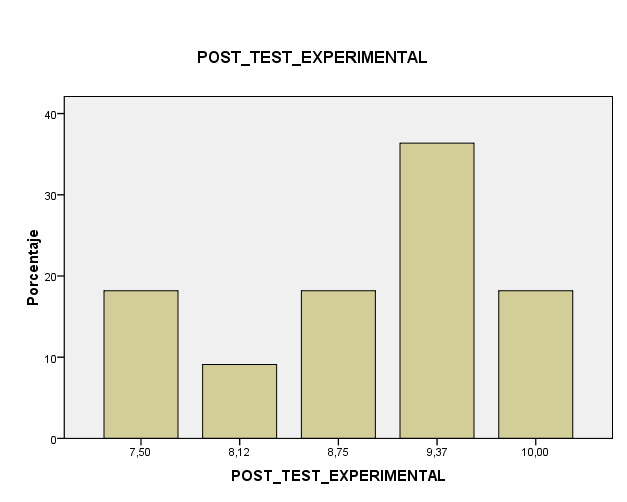 POST_TEST_EXPERIMENTAL
Porcentaje
40
30
20
10
0
7,50 8,12 8,75 9,37 10,00
POST_TEST_EXPERIMENTAL